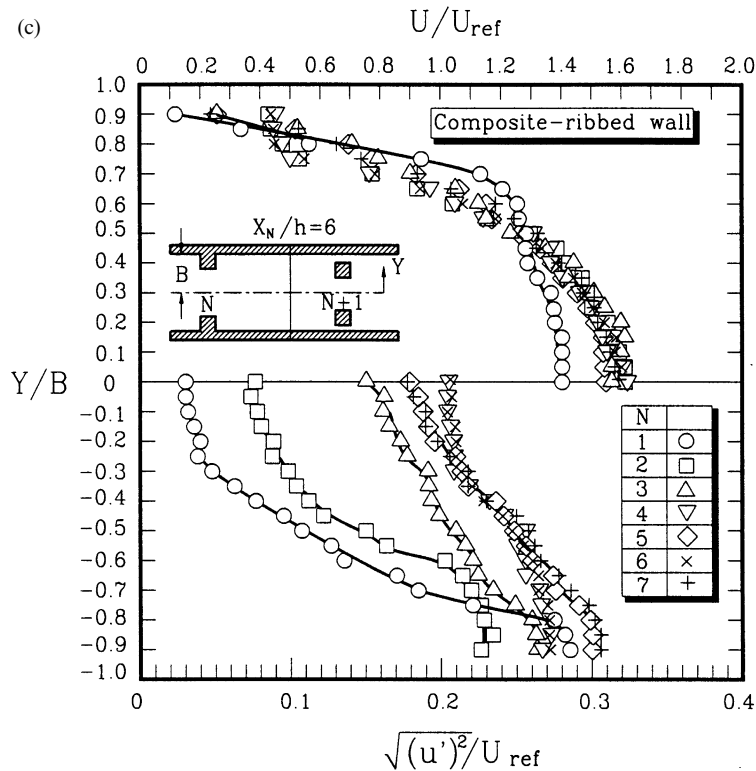 (c)
U/U_ref
0 0.2 0.4 0.6 0.8 1.0 1.2 1.4 1.6 1.8 2.0
1.0
0.9
Composite-ribbed wall
0.8
0.7
0.6
0.5
X_N/h=6
0.4
B Y
0.3
N N+1
0.2
0.1
Y/B 0
-0.1
-0.2
-0.3
-0.4
-0.5
-0.6
-0.7
-0.8
-0.9
-1.0
N
1
2
3
4
5
6
7
0 0.1 0.2 0.3 0.4
√(u')²/U_ref